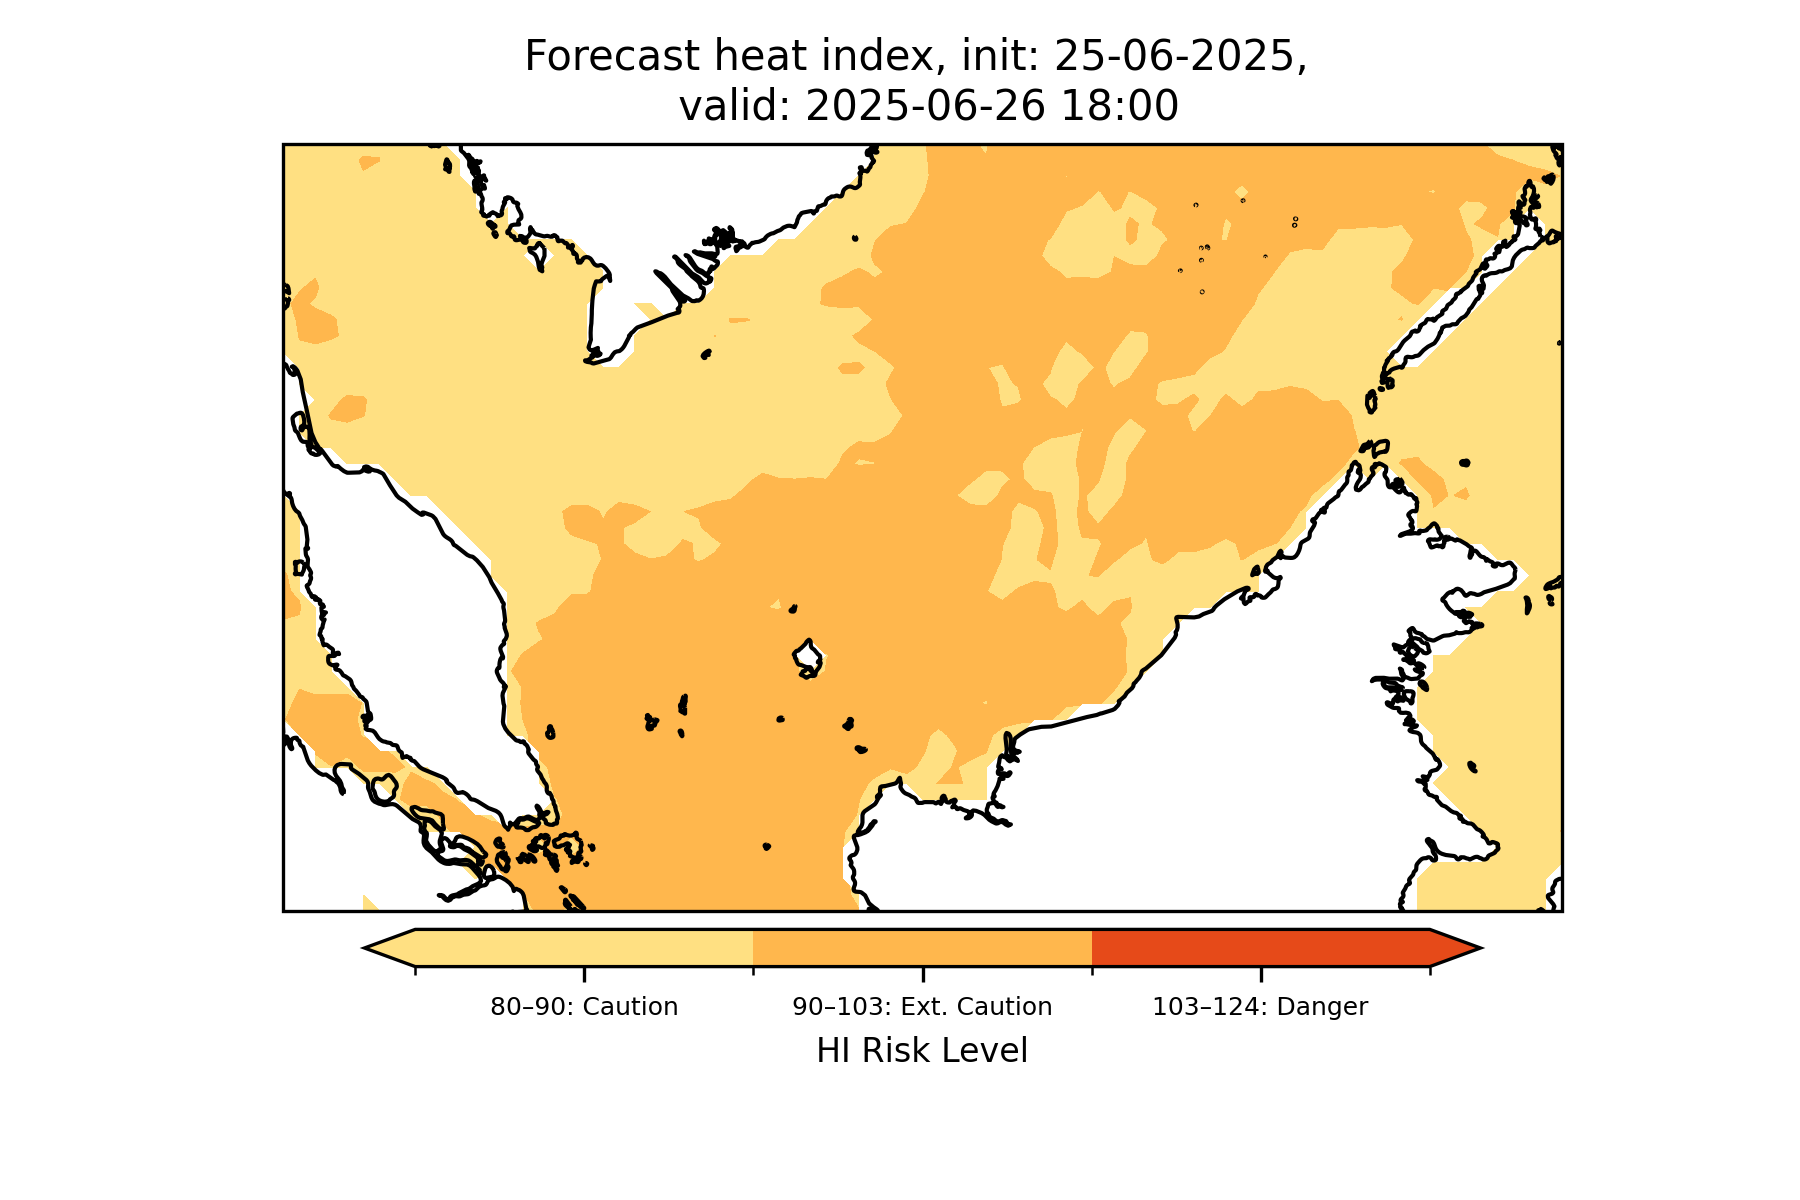 Forecast heat index, init: 25-06-2025,
valid: 2025-06-26 18:00
80–90: Caution
90–103: Ext. Caution
103–124: Danger
HI Risk Level